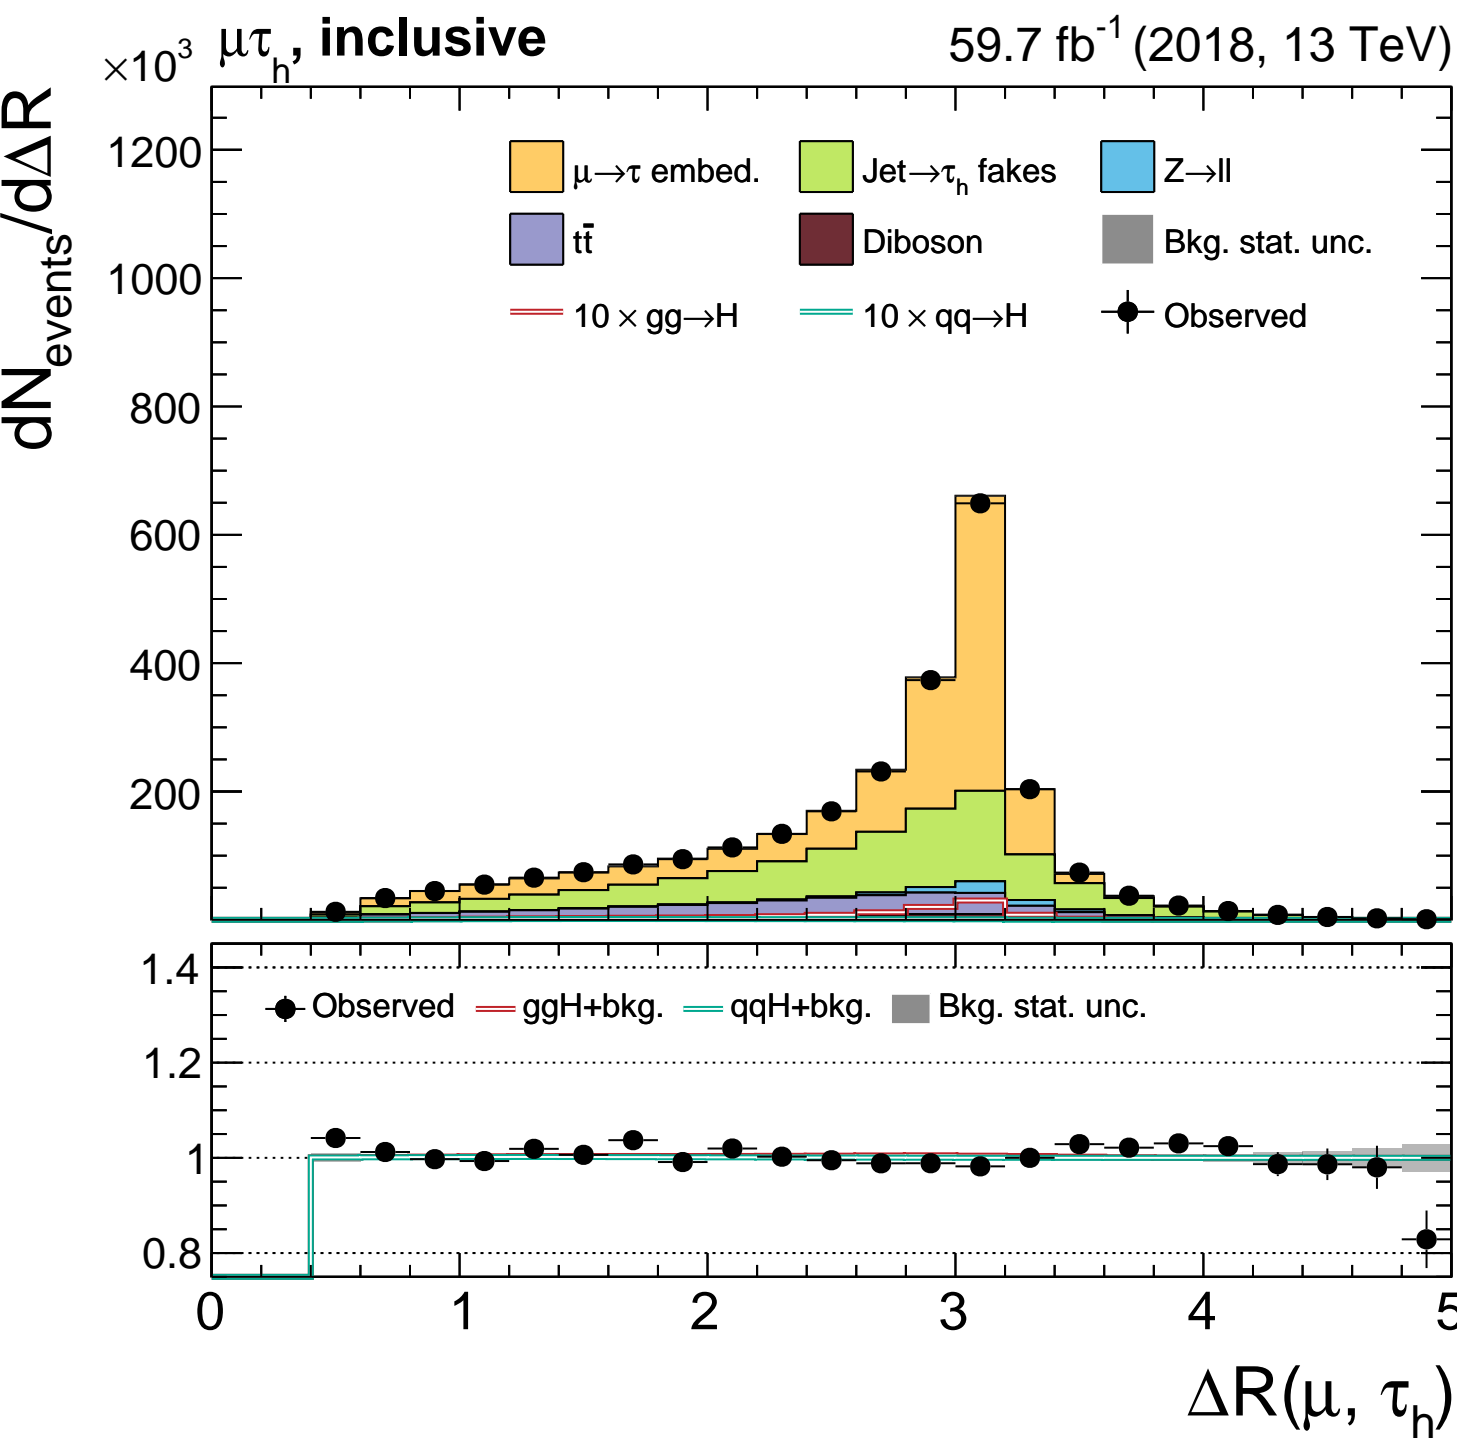 ×10³ μτₕ, inclusive 59.7 fb⁻¹ (2018, 13 TeV)
dN_events/dΔR
1200
1000
800
600
400
200
μ→τ embed. Jet→τₕ fakes Z→ll
tt̄ Diboson Bkg. stat. unc.
10 × gg→H 10 × qq→H Observed
1.4
1.2
1
0.8
Observed ggH+bkg. qqH+bkg. Bkg. stat. unc.
0 1 2 3 4 5
ΔR(μ, τₕ)